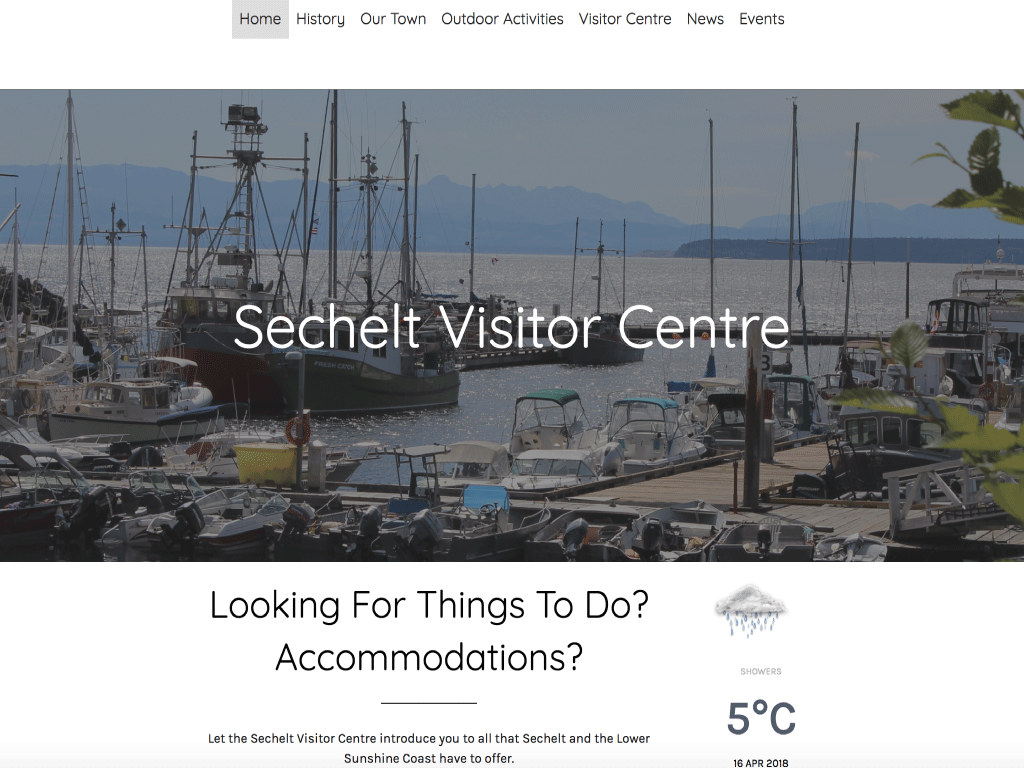 Home History Our Town Outdoor Activities Visitor Centre News Events
Sechelt Visitor Centre
FRESH CATCH
B
Looking For Things To Do?
Accommodations?
Let the Sechelt Visitor Centre introduce you to all that Sechelt and the Lower
Sunshine Coast have to offer.
SHOWERS
5°C
16 APR 2018